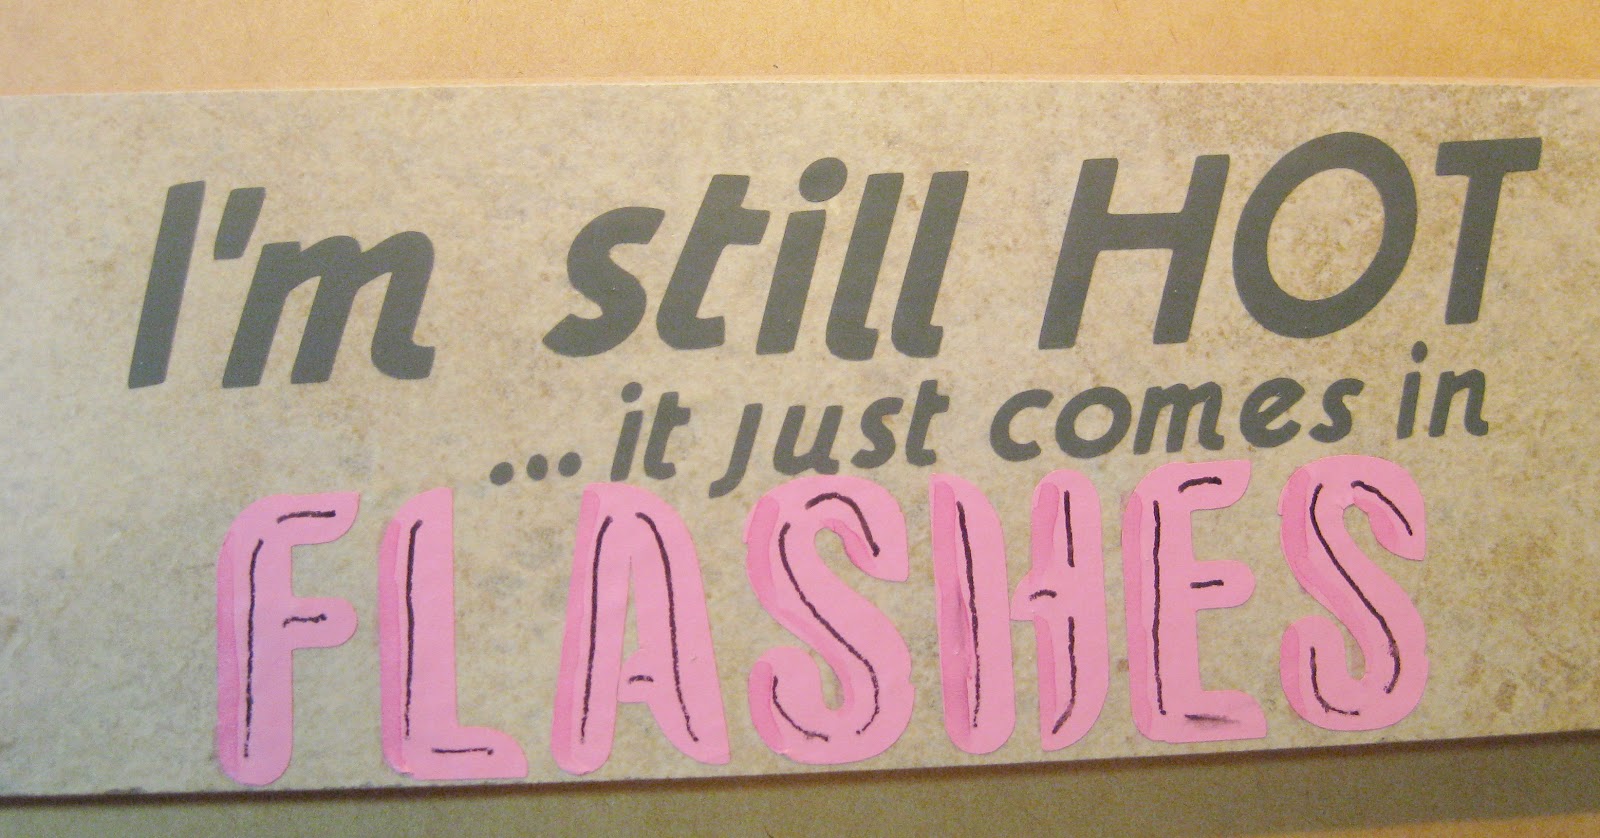 I'm still HOT
...it just comes in
FLASHES